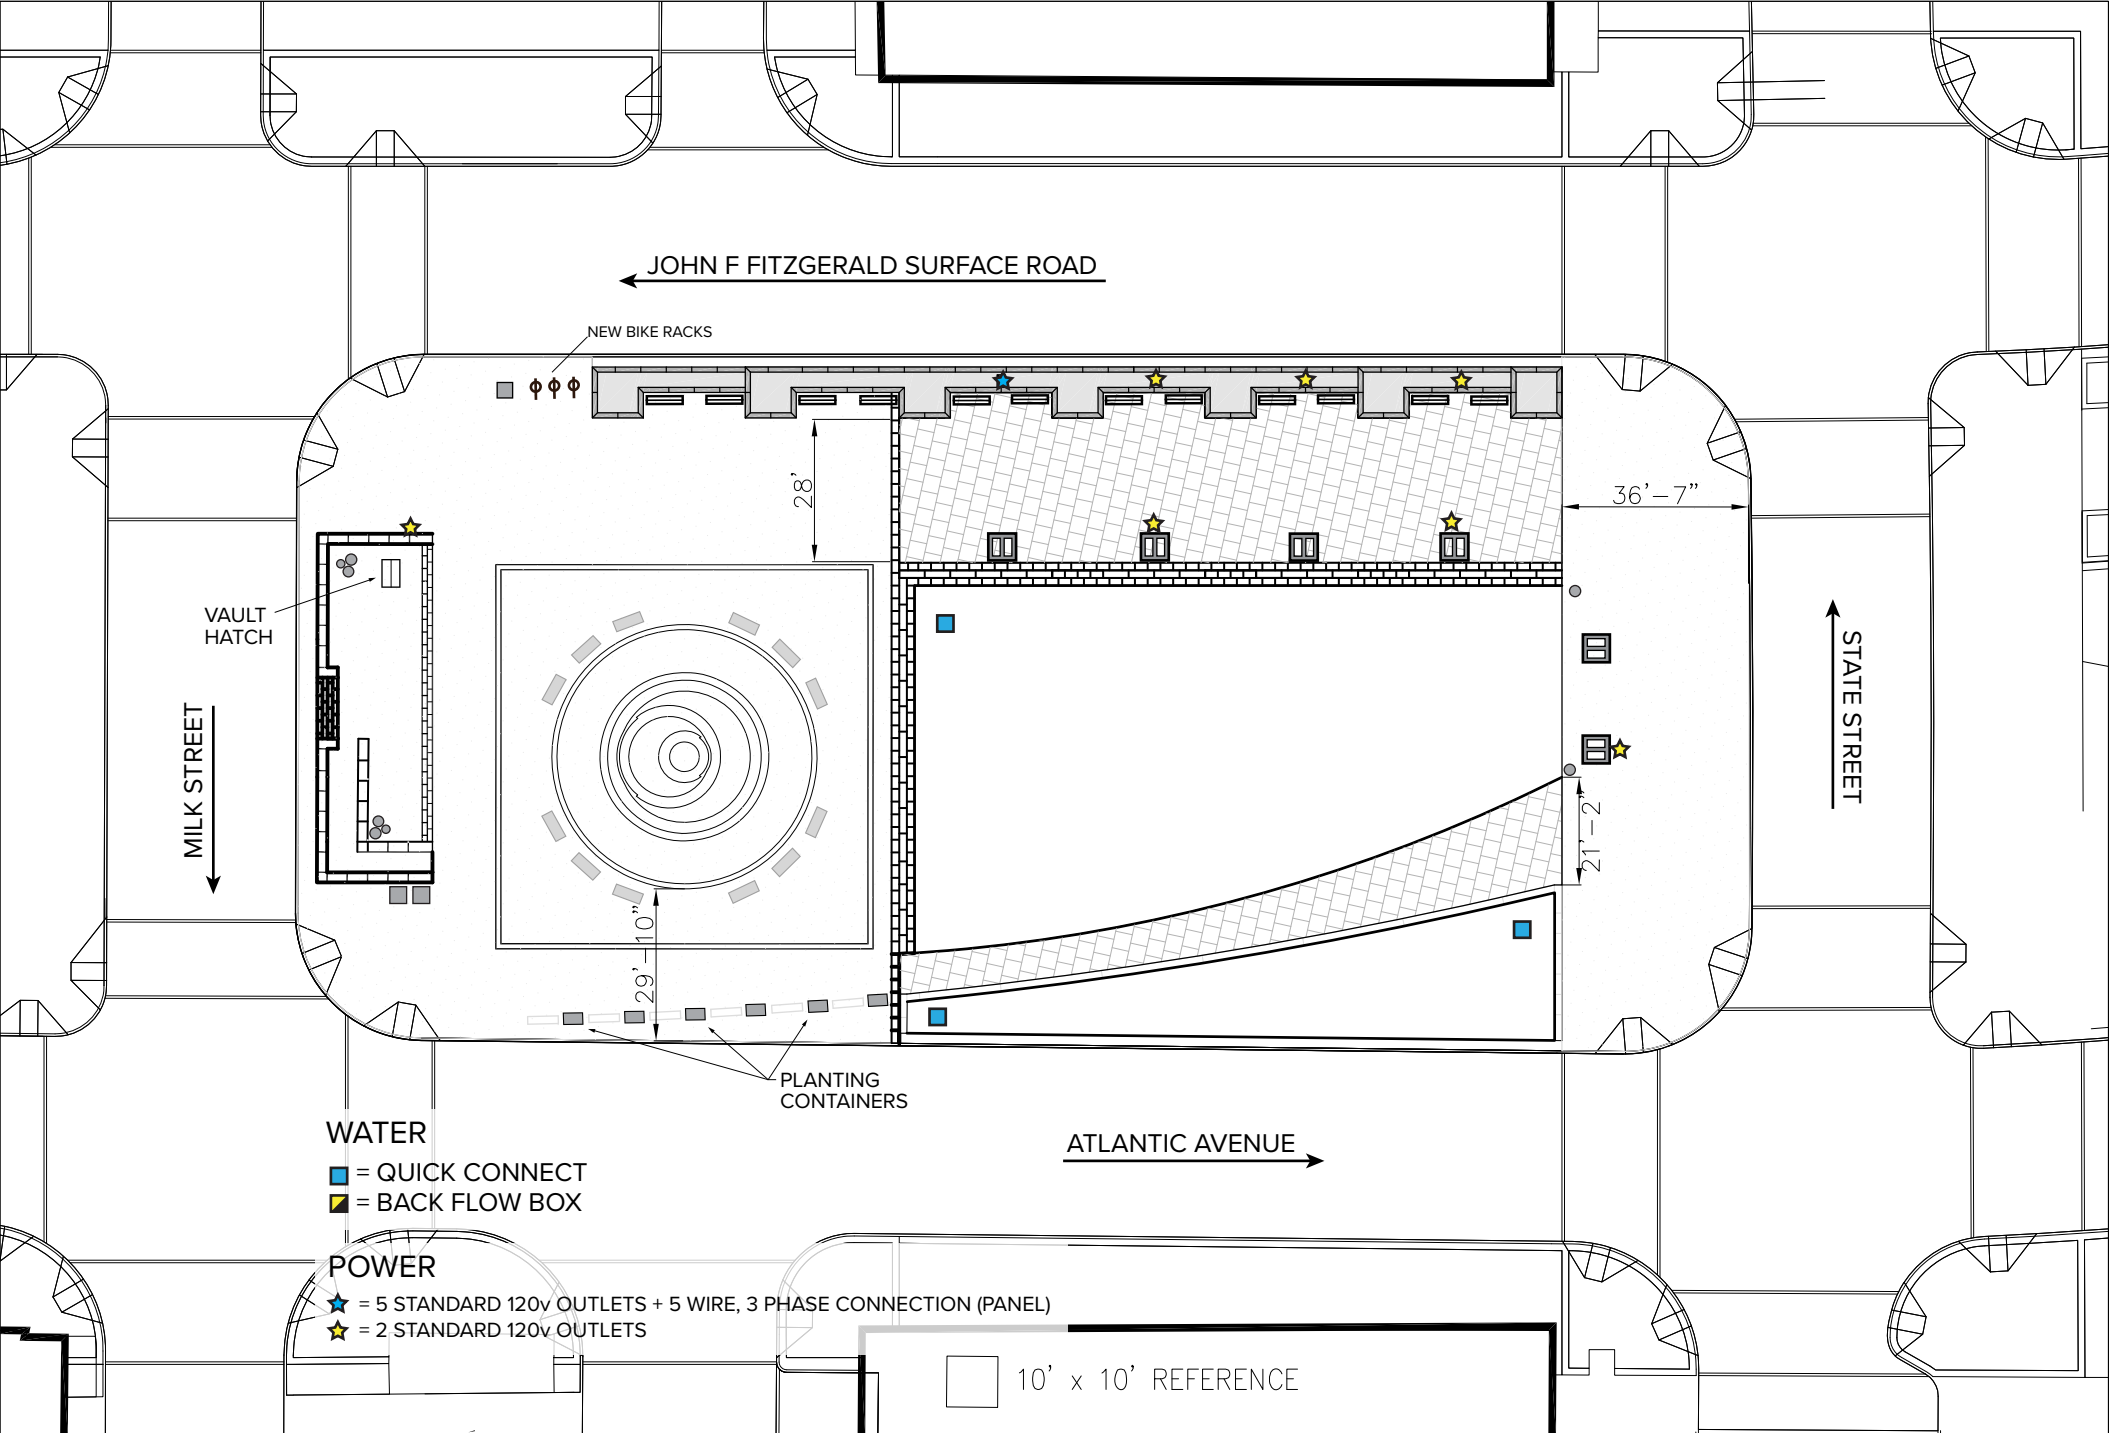 JOHN F FITZGERALD SURFACE ROAD
NEW BIKE RACKS
28’
36’-7”
VAULT
HATCH
MILK STREET
STATE STREET
21’-2”
29’-10”
PLANTING
CONTAINERS
WATER
= QUICK CONNECT
= BACK FLOW BOX
ATLANTIC AVENUE
POWER
= 5 STANDARD 120v OUTLETS + 5 WIRE, 3 PHASE CONNECTION (PANEL)
= 2 STANDARD 120v OUTLETS
10’ x 10’ REFERENCE